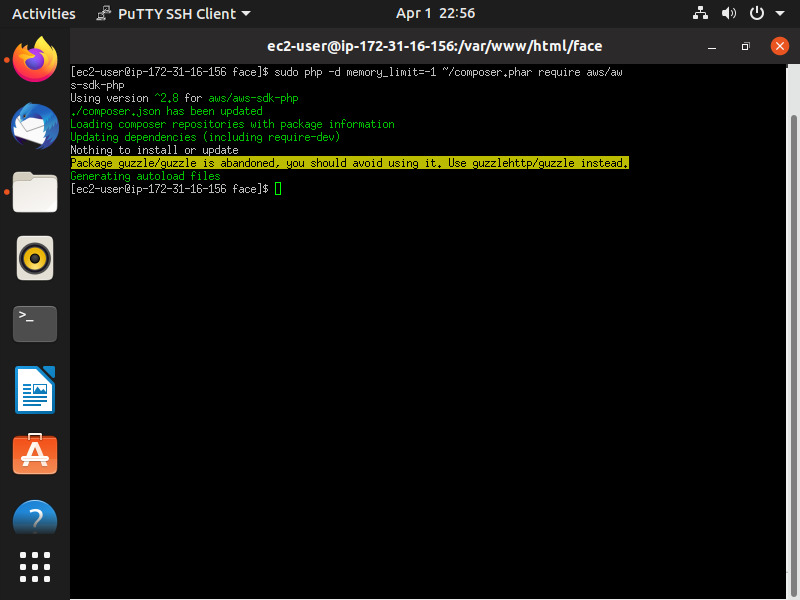 Activities
PuTTY SSH Client
Apr 1 22:56
ec2-user@ip-172-31-16-156:/var/www/html/face
[ec2-user@ip-172-31-16-156 face]$ sudo php -d memory_limit=-1 ~/composer.phar require aws/aw
s-sdk-php
Using version ^2.8 for aws/aws-sdk-php
./composer.json has been updated
Loading composer repositories with package information
Updating dependencies (including require-dev)
Nothing to install or update
Package guzzle/guzzle is abandoned, you should avoid using it. Use guzzlehttp/guzzle instead.
Generating autoload files
[ec2-user@ip-172-31-16-156 face]$